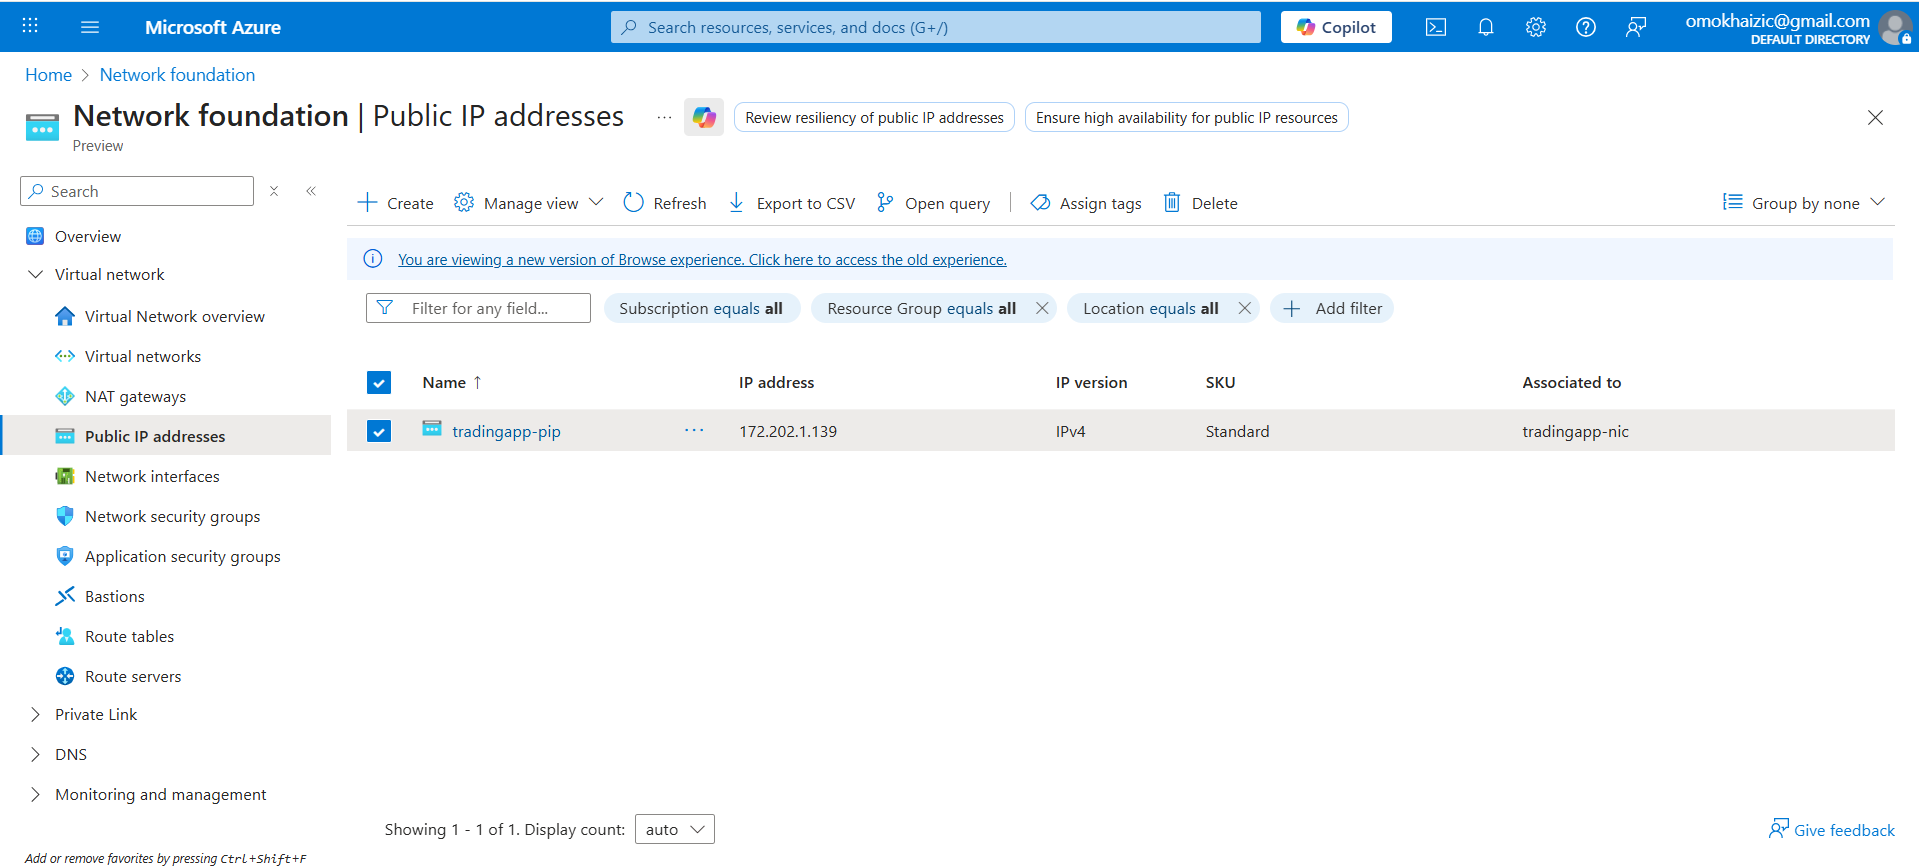 Microsoft Azure
Search resources, services, and docs (G+/)
Copilot
omokhaizic@gmail.com
DEFAULT DIRECTORY
Home > Network foundation
Network foundation | Public IP addresses
...
Review resiliency of public IP addresses
Ensure high availability for public IP resources
Preview
Search
Create
Manage view
Refresh
Export to CSV
Open query
Assign tags
Delete
Group by none
You are viewing a new version of Browse experience. Click here to access the old experience.
Filter for any field...
Subscription equals all
Resource Group equals all
Location equals all
Add filter
Overview
Virtual network
Virtual Network overview
Virtual networks
NAT gateways
Public IP addresses
Network interfaces
Network security groups
Application security groups
Bastions
Route tables
Route servers
Private Link
DNS
Monitoring and management
Add or remove favorites by pressing Ctrl+Shift+F
Name ↑ IP address IP version SKU Associated to
tradingapp-pip ... 172.202.1.139 IPv4 Standard tradingapp-nic
Showing 1 - 1 of 1. Display count: auto
Give feedback